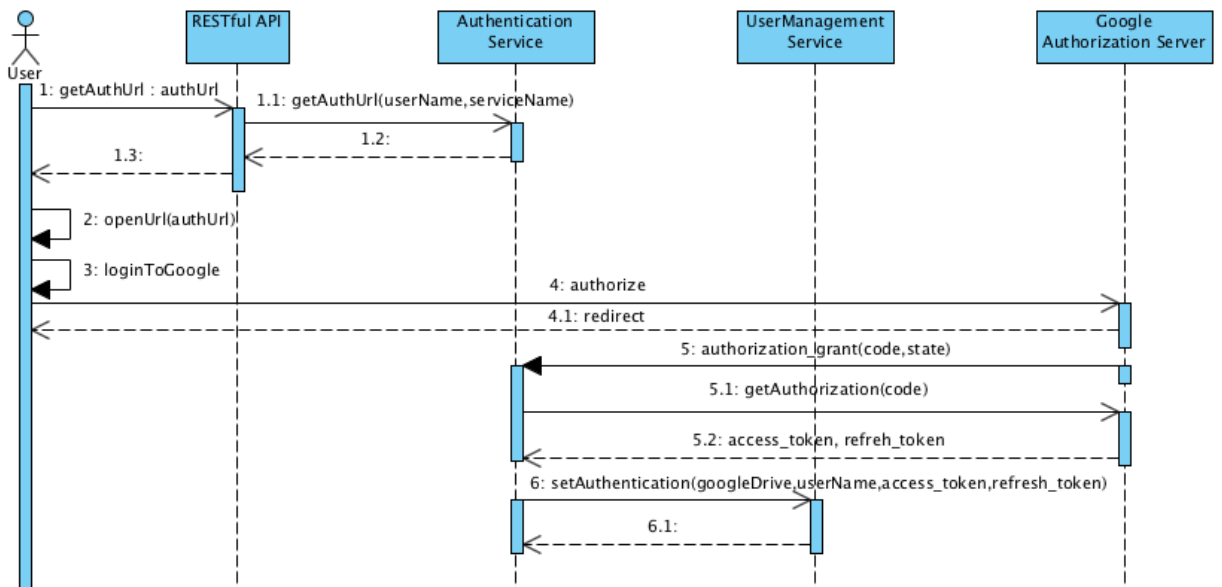 RESTful API
Authentication
Service
UserManagement
Service
Google
Authorization Server
User
1: getAuthUrl : authUrl
1.1: getAuthUrl(userName,serviceName)
1.2:
1.3:
2: openUrl(authUrl)
3: loginToGoogle
4: authorize
4.1: redirect
5: authorization_grant(code,state)
5.1: getAuthorization(code)
5.2: access_token, refreh_token
6: setAuthentication(googleDrive,userName,access_token,refresh_token)
6.1: